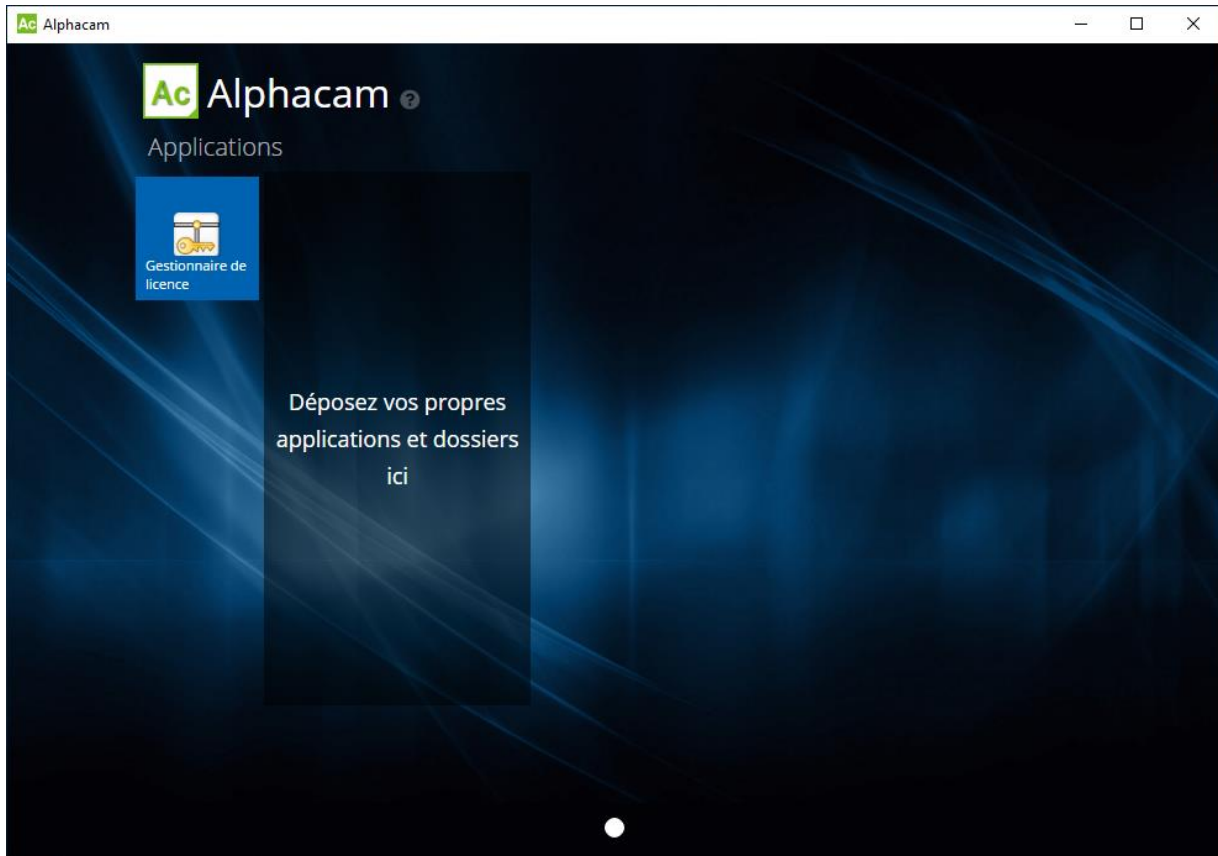 Ac Alphacam
Ac Alphacam ?
Applications
Gestionnaire de
licence
Déposez vos propres
applications et dossiers
ici